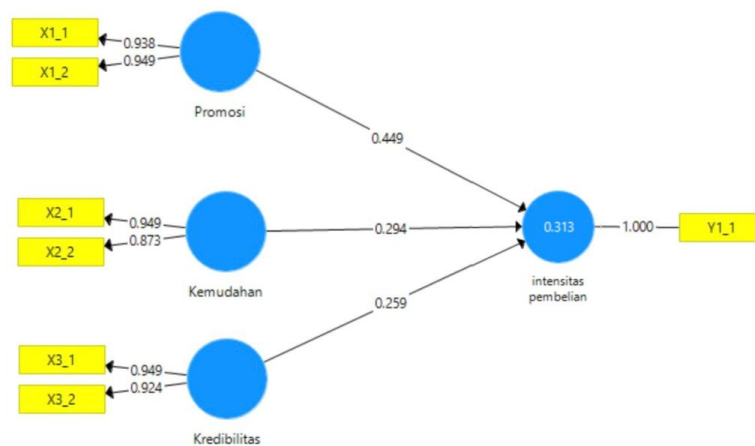 X1_1
0.938
0.949
X1_2
Promosi
0.449
X2_1
0.949
0.873
X2_2
Kemudahan
0.294
0.313
1.000
Y1_1
intensitas
pembelian
0.259
X3_1
0.949
0.924
X3_2
Kredibilitas